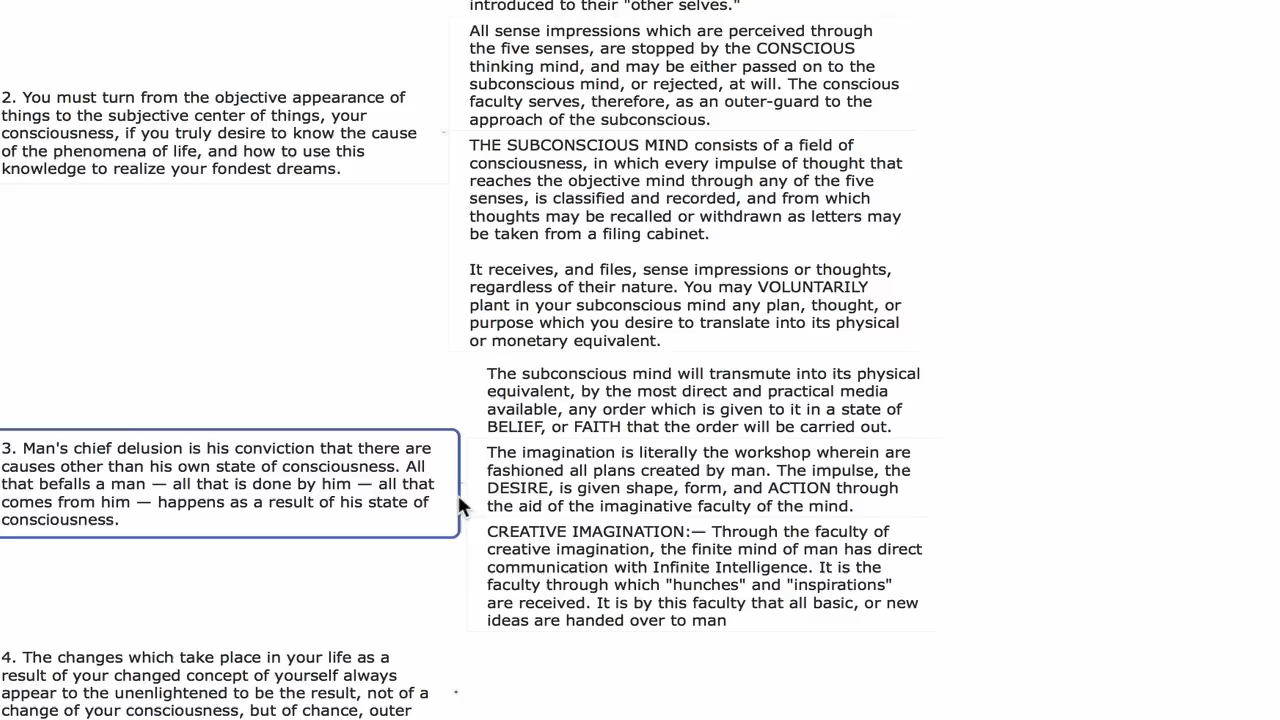 introduced to their "other selves."
All sense impressions which are perceived through
the five senses, are stopped by the CONSCIOUS
thinking mind, and may be either passed on to the
subconscious mind, or rejected, at will. The conscious
faculty serves, therefore, as an outer-guard to the
approach of the subconscious.
2. You must turn from the objective appearance of
things to the subjective center of things, your
consciousness, if you truly desire to know the cause
of the phenomena of life, and how to use this
knowledge to realize your fondest dreams.
THE SUBCONSCIOUS MIND consists of a field of
consciousness, in which every impulse of thought that
reaches the objective mind through any of the five
senses, is classified and recorded, and from which
thoughts may be recalled or withdrawn as letters may
be taken from a filing cabinet.
It receives, and files, sense impressions or thoughts,
regardless of their nature. You may VOLUNTARILY
plant in your subconscious mind any plan, thought, or
purpose which you desire to translate into its physical
or monetary equivalent.
The subconscious mind will transmute into its physical
equivalent, by the most direct and practical media
available, any order which is given to it in a state of
BELIEF, or FAITH that the order will be carried out.
3. Man's chief delusion is his conviction that there are
causes other than his own state of consciousness. All
that befalls a man — all that is done by him — all that
comes from him — happens as a result of his state of
consciousness.
The imagination is literally the workshop wherein are
fashioned all plans created by man. The impulse, the
DESIRE, is given shape, form, and ACTION through
the aid of the imaginative faculty of the mind.
CREATIVE IMAGINATION:— Through the faculty of
creative imagination, the finite mind of man has direct
communication with Infinite Intelligence. It is the
faculty through which "hunches" and "inspirations"
are received. It is by this faculty that all basic, or new
ideas are handed over to man
4. The changes which take place in your life as a
result of your changed concept of yourself always
appear to the unenlightened to be the result, not of a
change of your consciousness, but of chance, outer